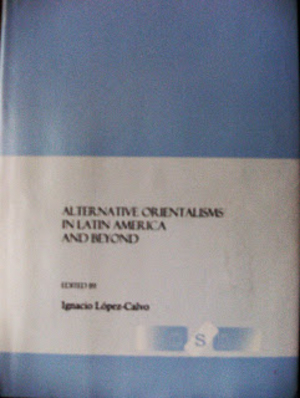 ALTERNATIVE ORIENTALISMS
IN LATIN AMERICA
AND BEYOND
EDITED BY
Ignacio López-Calvo
S